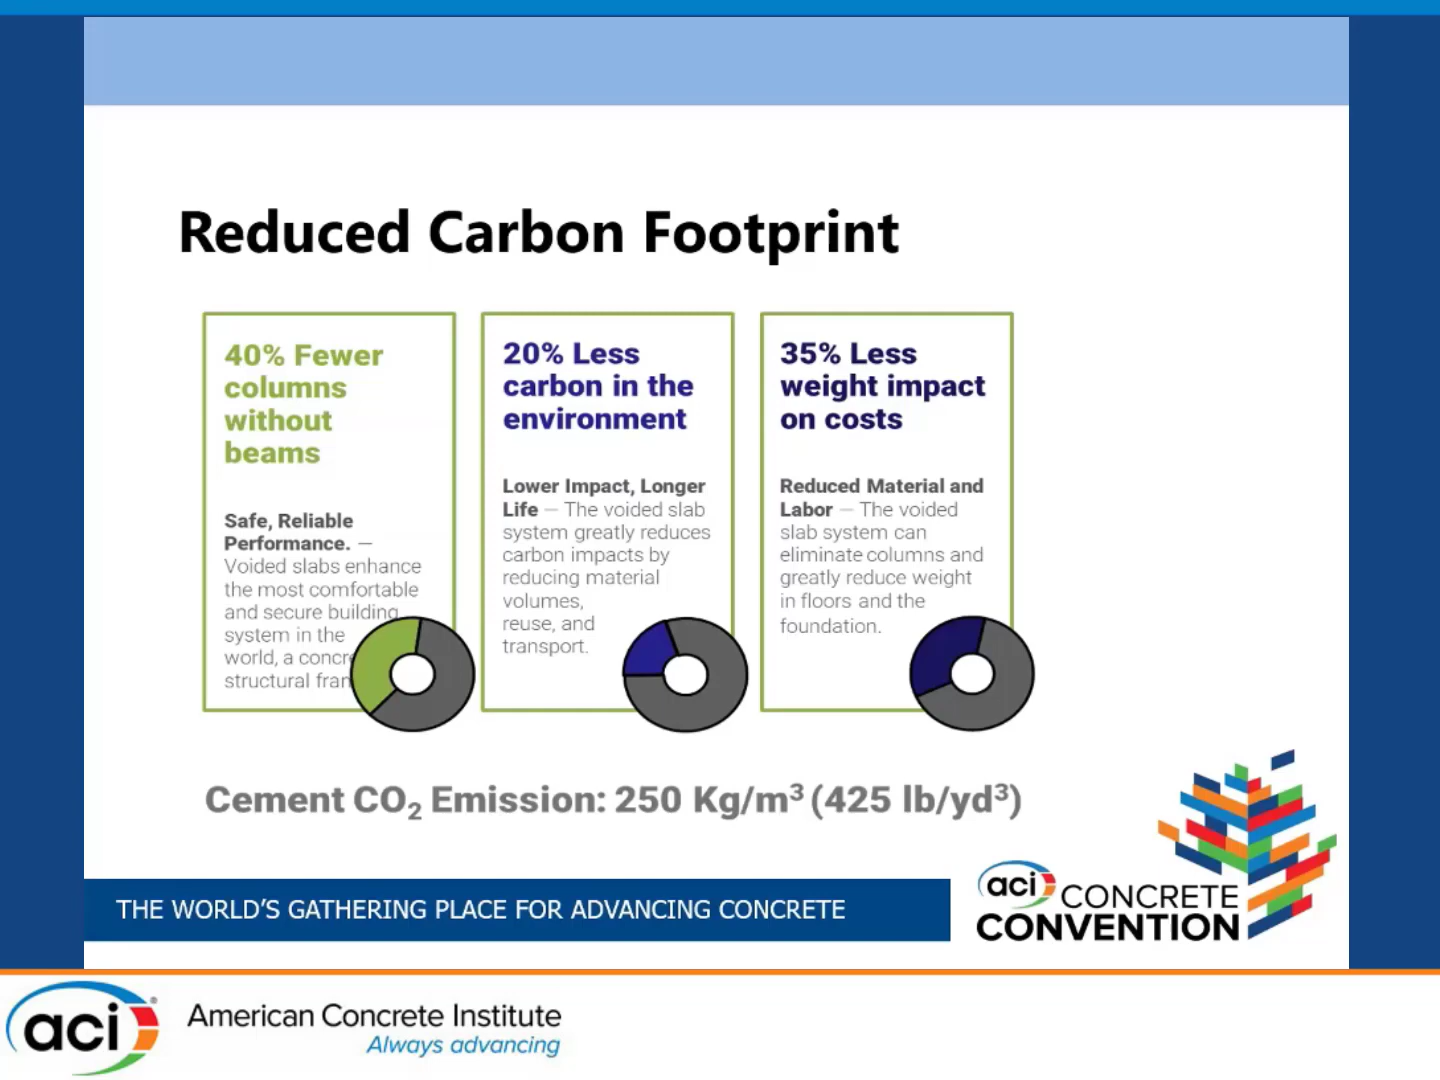 Reduced Carbon Footprint
40% Fewer
columns
without
beams
Safe, Reliable
Performance. —
Voided slabs enhance
the most comfortable
and secure building
system in the
world, a concre
structural fran
20% Less
carbon in the
environment
Lower Impact, Longer
Life — The voided slab
system greatly reduces
carbon impacts by
reducing material
volumes,
reuse, and
transport.
35% Less
weight impact
on costs
Reduced Material and
Labor — The voided
slab system can
eliminate columns and
greatly reduce weight
in floors and the
foundation.
Cement CO₂ Emission: 250 Kg/m³ (425 lb/yd³)
THE WORLD'S GATHERING PLACE FOR ADVANCING CONCRETE
aci CONCRETE
CONVENTION
aci®
American Concrete Institute
Always advancing